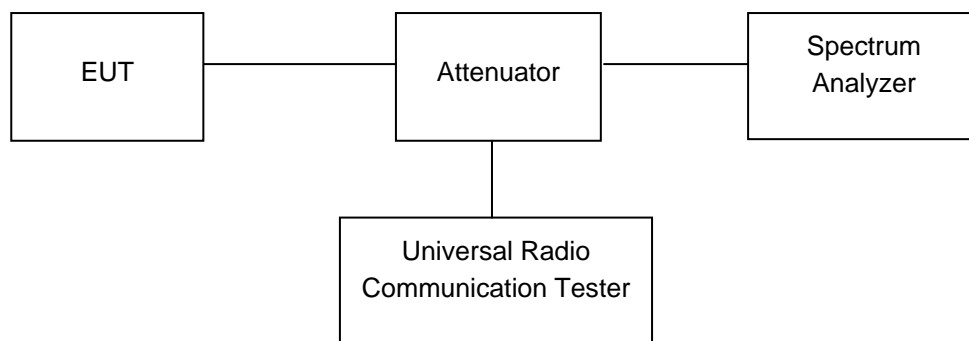 EUT
Attenuator
Spectrum
Analyzer
Universal Radio
Communication Tester